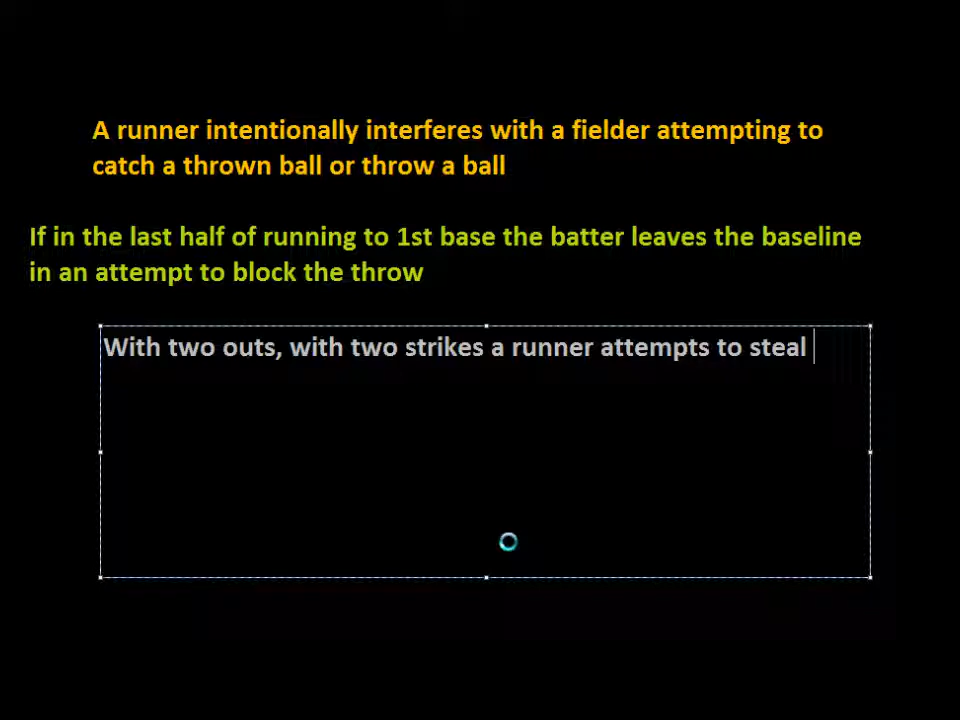 A runner intentionally interferes with a fielder attempting to
catch a thrown ball or throw a ball
If in the last half of running to 1st base the batter leaves the baseline
in an attempt to block the throw
With two outs, with two strikes a runner attempts to steal